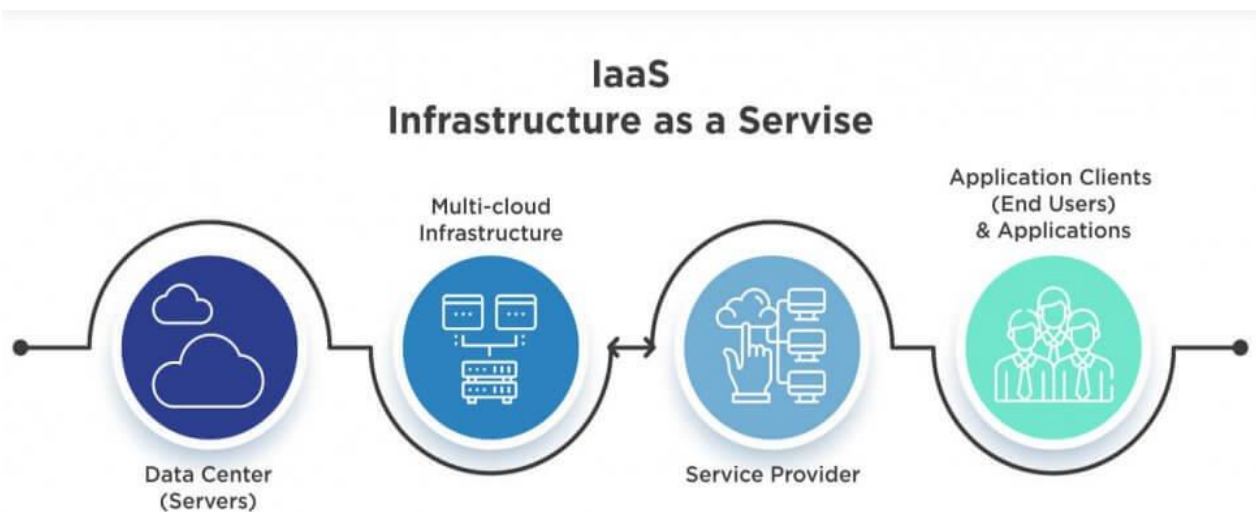 IaaS
Infrastructure as a Servise
Data Center
(Servers)
Multi-cloud
Infrastructure
Service Provider
Application Clients
(End Users)
& Applications